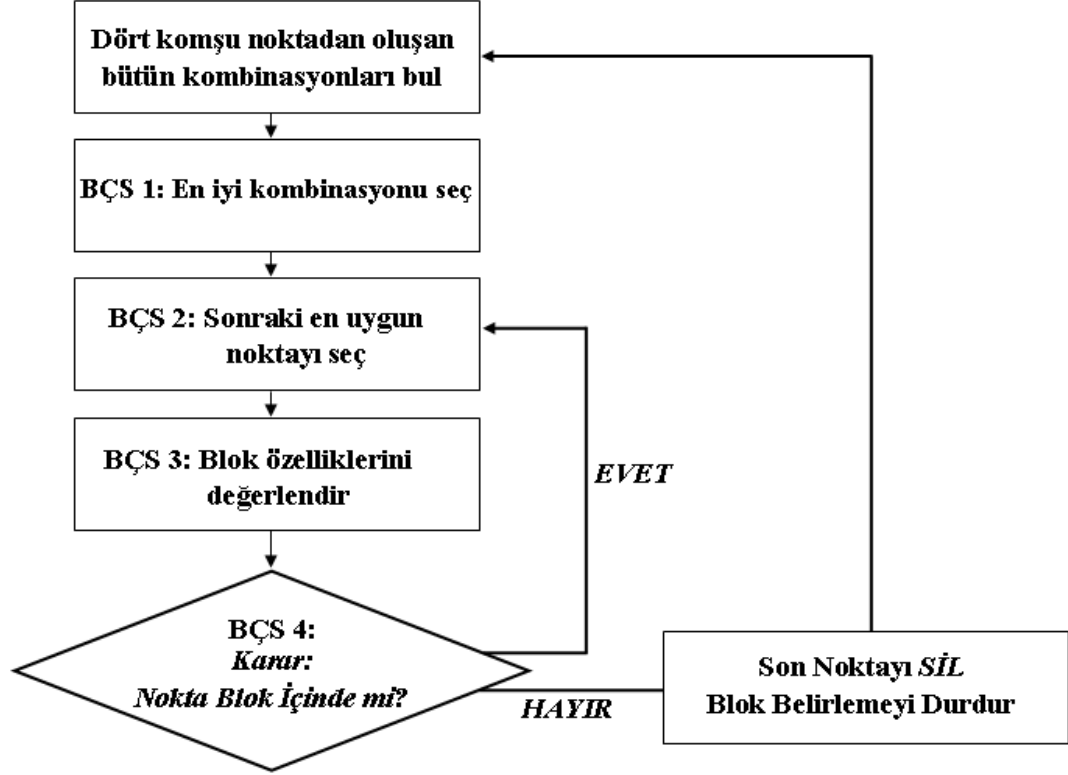 Dört komşu noktadan oluşan
bütün kombinasyonları bul
BÇS 1: En iyi kombinasyonu seç
BÇS 2: Sonraki en uygun
noktayı seç
BÇS 3: Blok özelliklerini
değerlendir
EVET
BÇS 4:
Karar:
Nokta Blok İçinde mi?
HAYIR
Son Noktayı SİL
Blok Belirlemeyi Durdur